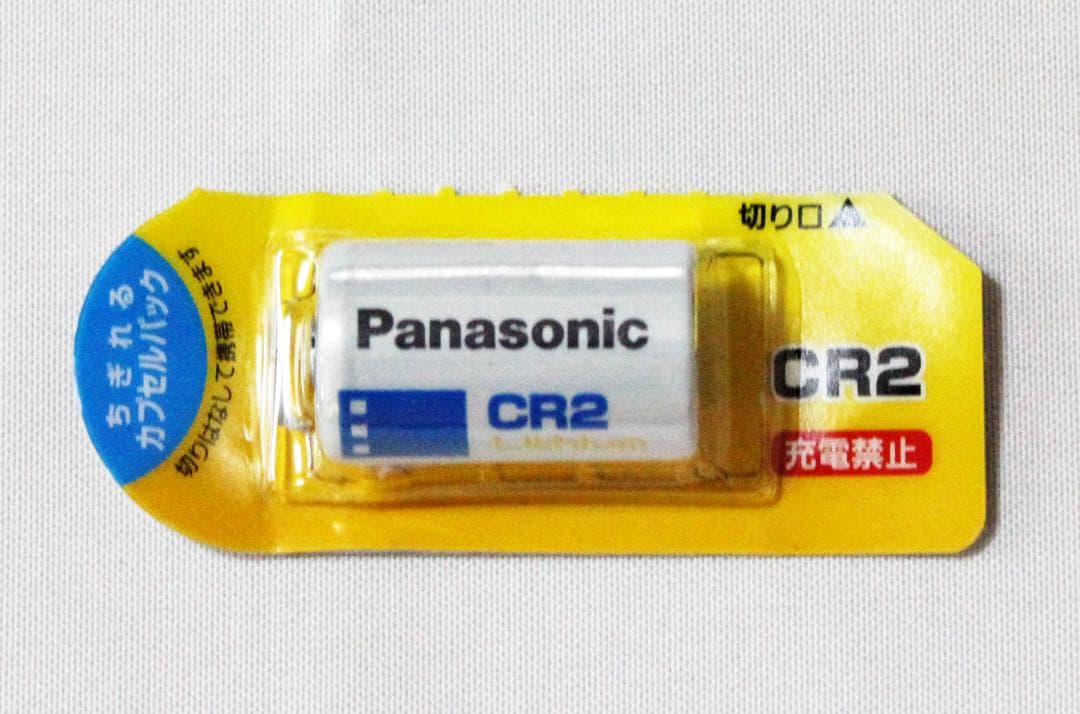 ちぎれる
カプセルパック
切りはなして携帯できます
切り口
Panasonic
CR2
Lithium
CR2
充電禁止